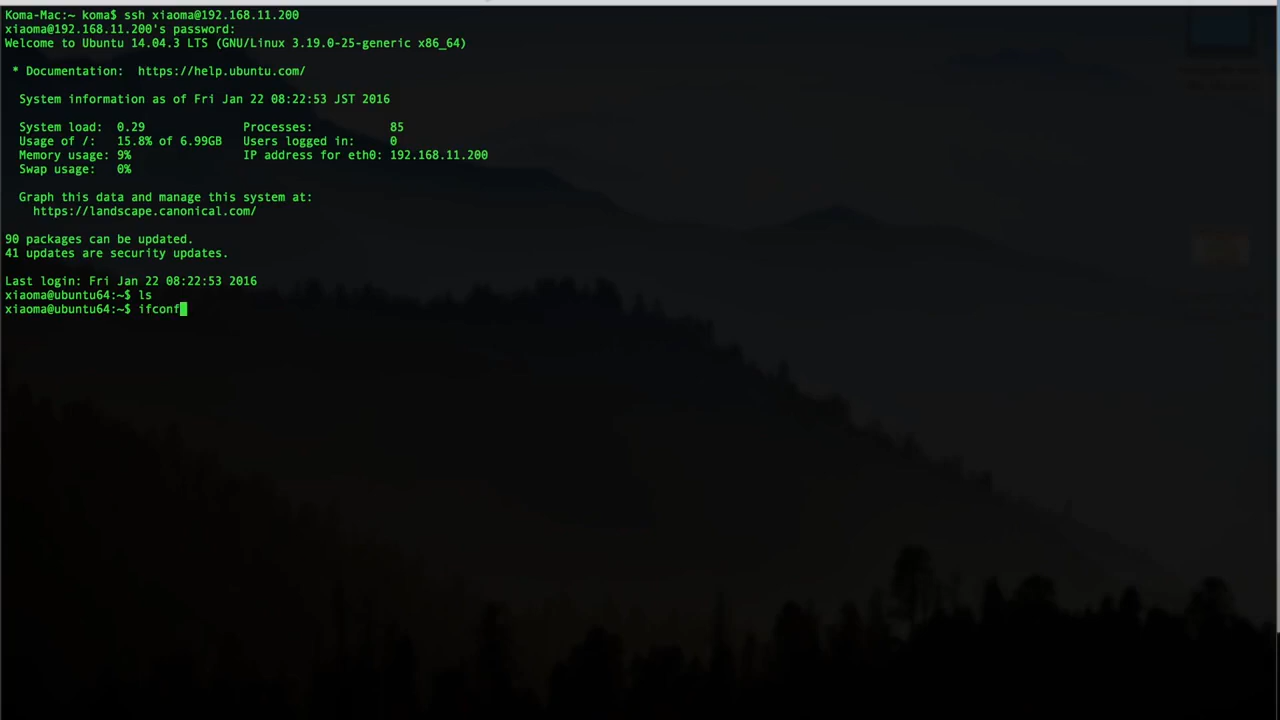 Koma-Mac:~ koma$ ssh xiaoma@192.168.11.200
xiaoma@192.168.11.200's password:
Welcome to Ubuntu 14.04.3 LTS (GNU/Linux 3.19.0-25-generic x86_64)
* Documentation:  https://help.ubuntu.com/
System information as of Fri Jan 22 08:22:53 JST 2016
System load:  0.29              Processes:           85
Usage of /:   15.8% of 6.99GB   Users logged in:     0
Memory usage: 9%                IP address for eth0: 192.168.11.200
Swap usage:   0%
Graph this data and manage this system at:
https://landscape.canonical.com/
90 packages can be updated.
41 updates are security updates.
Last login: Fri Jan 22 08:22:53 2016
xiaoma@ubuntu64:~$ ls
xiaoma@ubuntu64:~$ ifconf